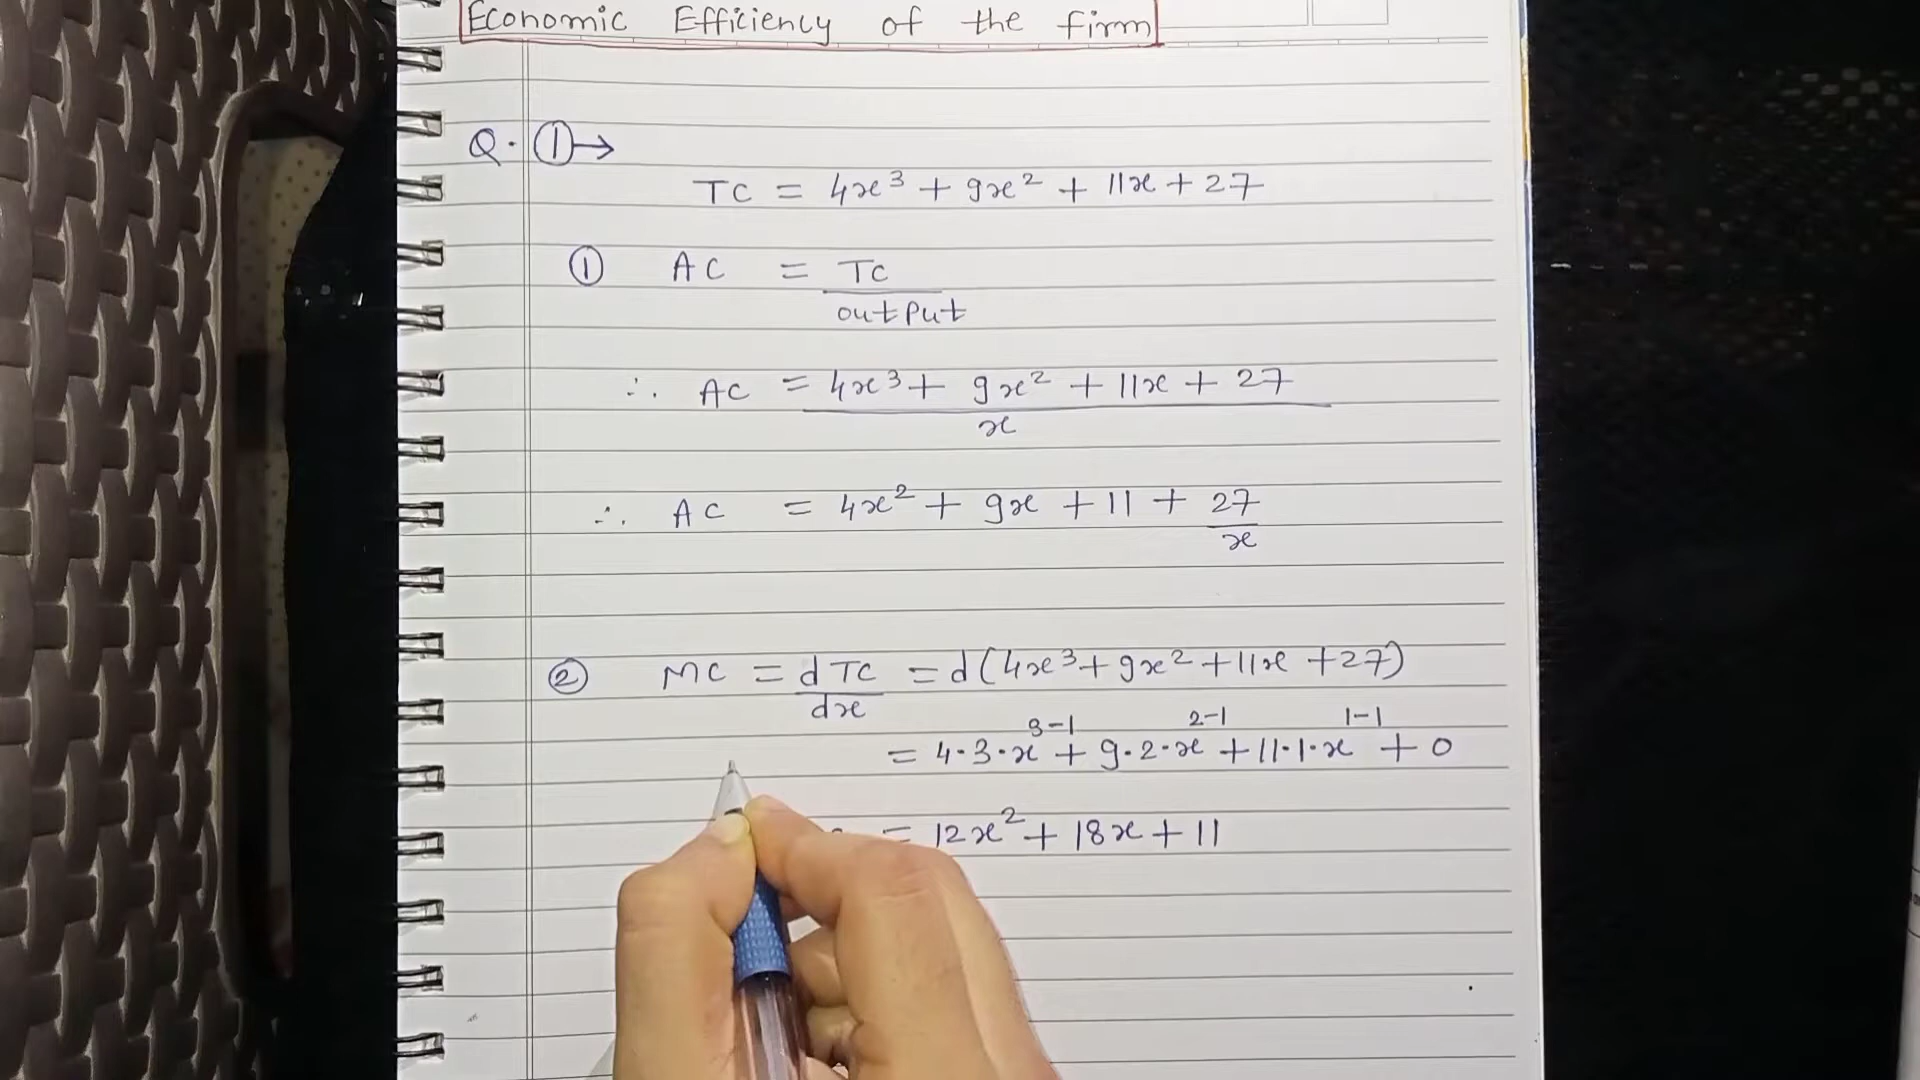 Economic Efficiency of the firm
Q. ① →
TC = 4x³ + 9x² + 11x + 27
① AC = TC
output
∴ AC = 4x³ + 9x² + 11x + 27
x
∴ AC = 4x² + 9x + 11 + 27
x
② MC = dTC = d(4x³ + 9x² + 11x + 27)
dx
3-1 2-1 1-1
= 4·3·x + 9·2·x + 11·1·x + 0
= 12x² + 18x + 11